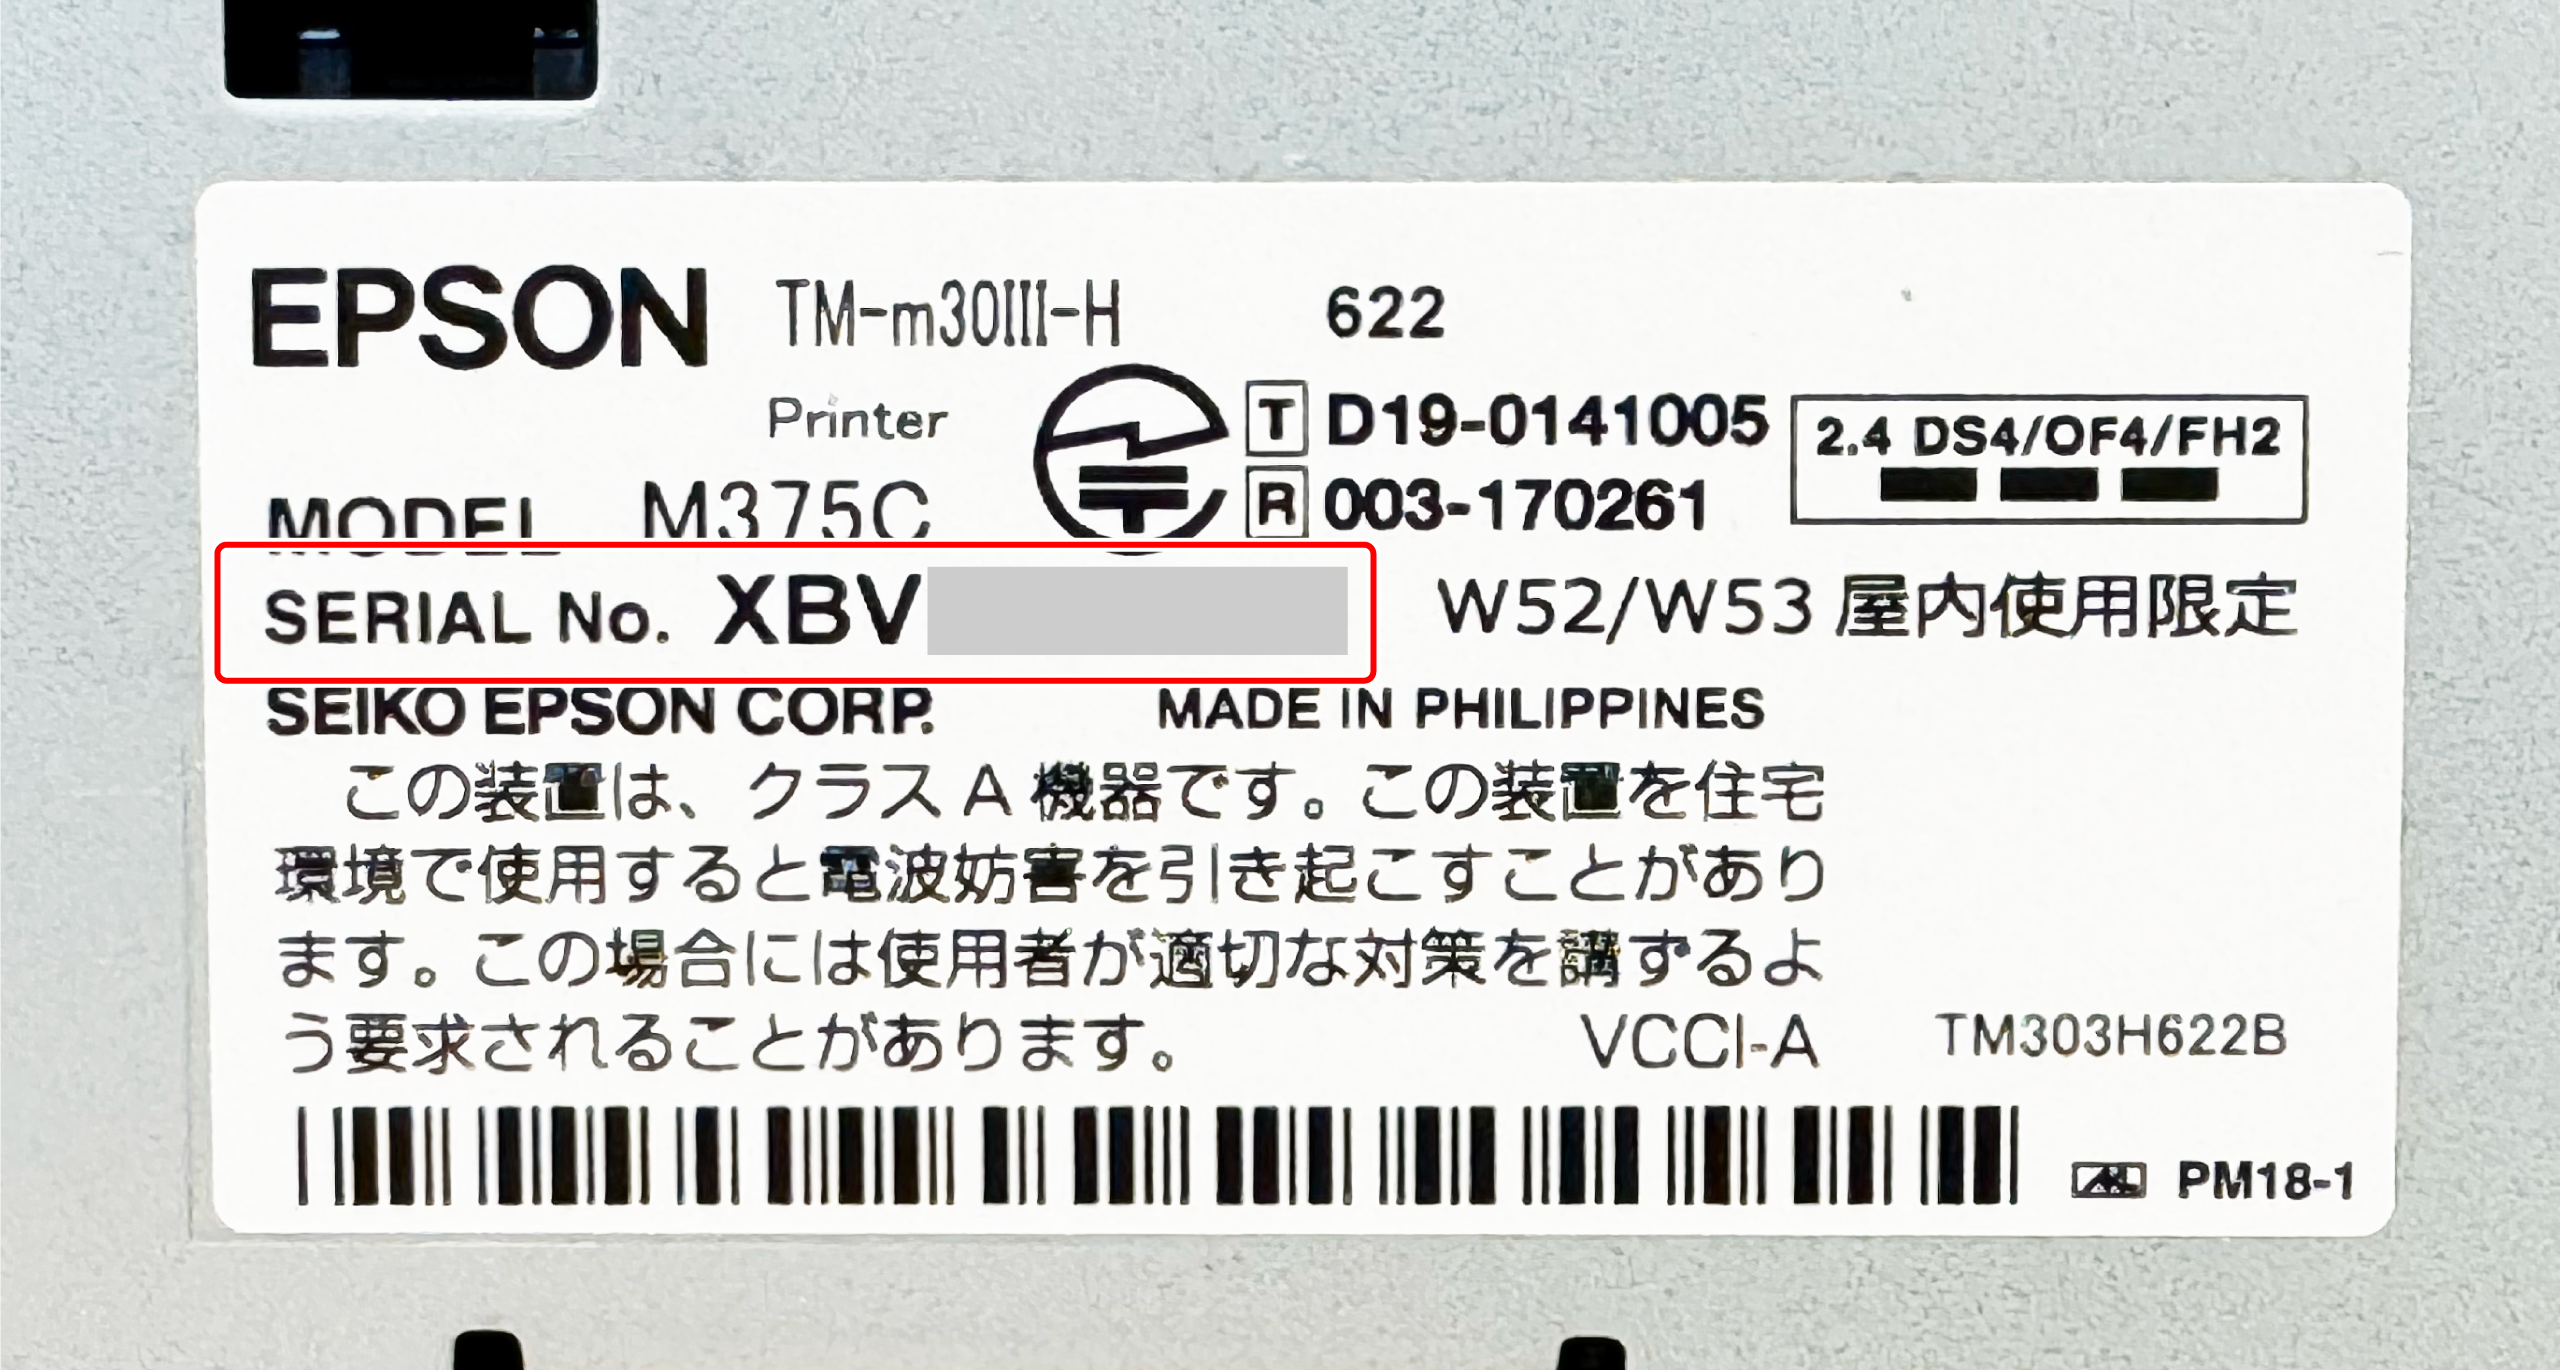 EPSON TM-m30III-H 622
Printer
T D19-0141005
R 003-170261
2.4 DS4/OF4/FH2
MODEL M375C
SERIAL No. XBV
W52/W53 屋内使用限定
SEIKO EPSON CORP. MADE IN PHILIPPINES
この装置は、クラスA機器です。この装置を住宅
環境で使用すると電波妨害を引き起こすことがあり
ます。この場合には使用者が適切な対策を講ずるよ
う要求されることがあります。
VCCI-A TM303H622B
PM18-1